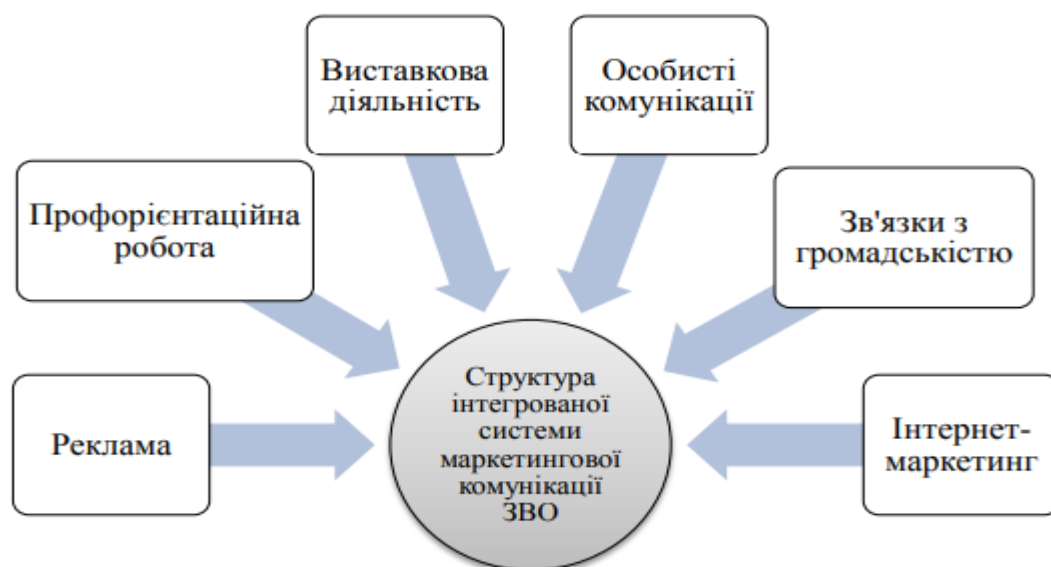 Виставкова
діяльність
Особисті
комунікації
Профорієнтаційна
робота
Зв'язки з
громадськістю
Реклама
Структура
інтегрованої
системи
маркетингової
комунікації
ЗВО
Інтернет-
маркетинг